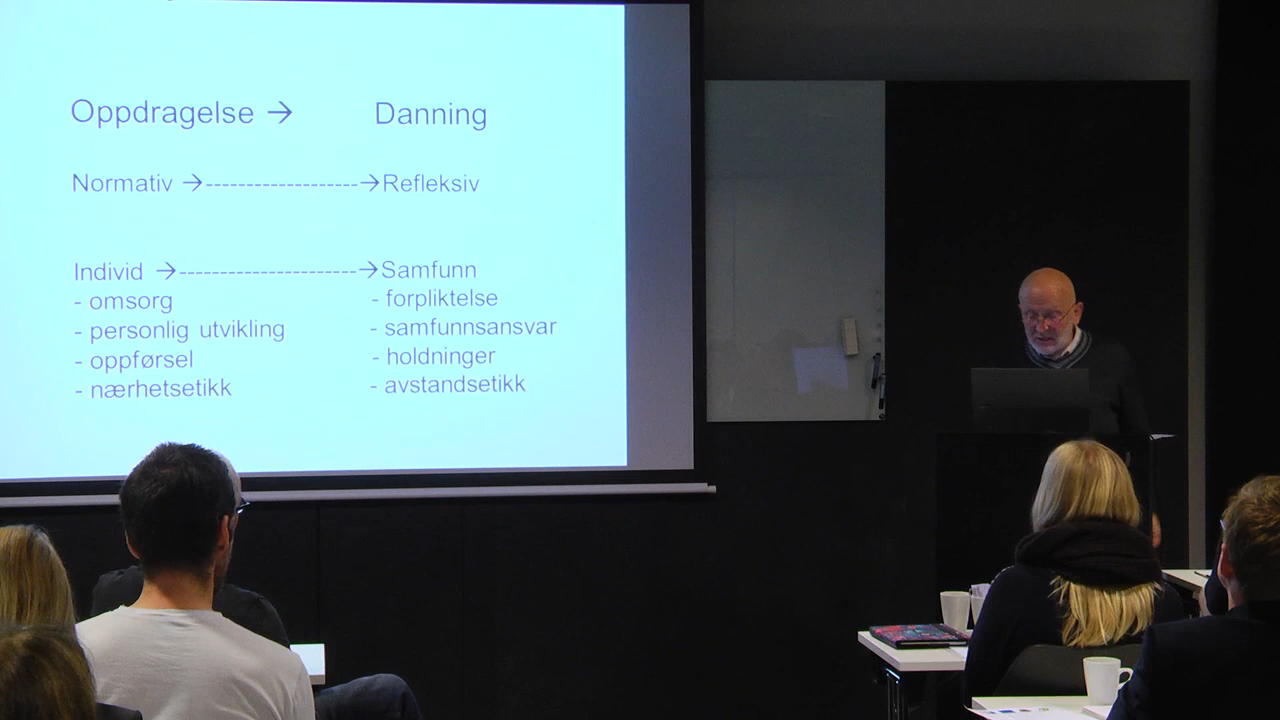 Oppdragelse → Danning
Normativ →-------------------→Refleksiv
Individ →----------------------→Samfunn
- omsorg - forpliktelse
- personlig utvikling - samfunnsansvar
- oppførsel - holdninger
- nærhetsetikk - avstandsetikk